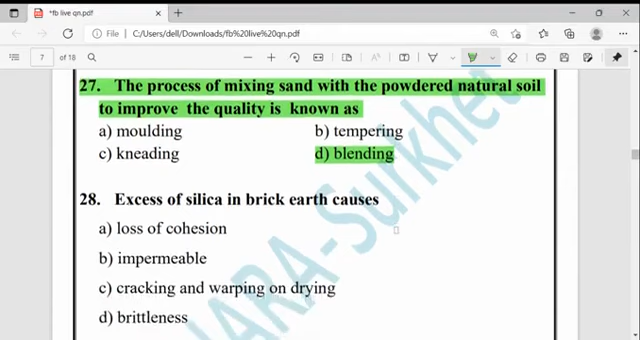 *fb live qn.pdf
File
C:/Users/dell/Downloads/fb%20live%20qn.pdf
7 of 18
27. The process of mixing sand with the powdered natural soil
to improve the quality is known as
a) moulding b) tempering
c) kneading d) blending
28. Excess of silica in brick earth causes
a) loss of cohesion
b) impermeable
c) cracking and warping on drying
d) brittleness
JARA-Surkhet